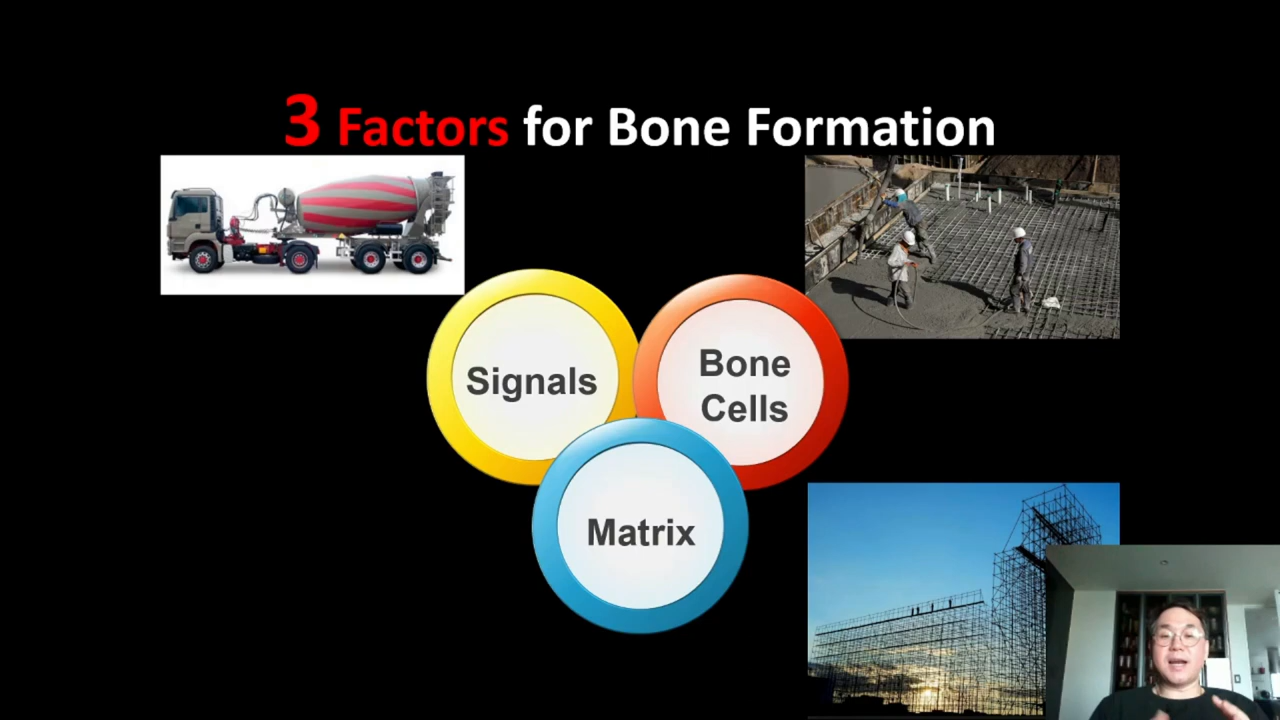 3 Factors for Bone Formation
Signals
Bone
Cells
Matrix